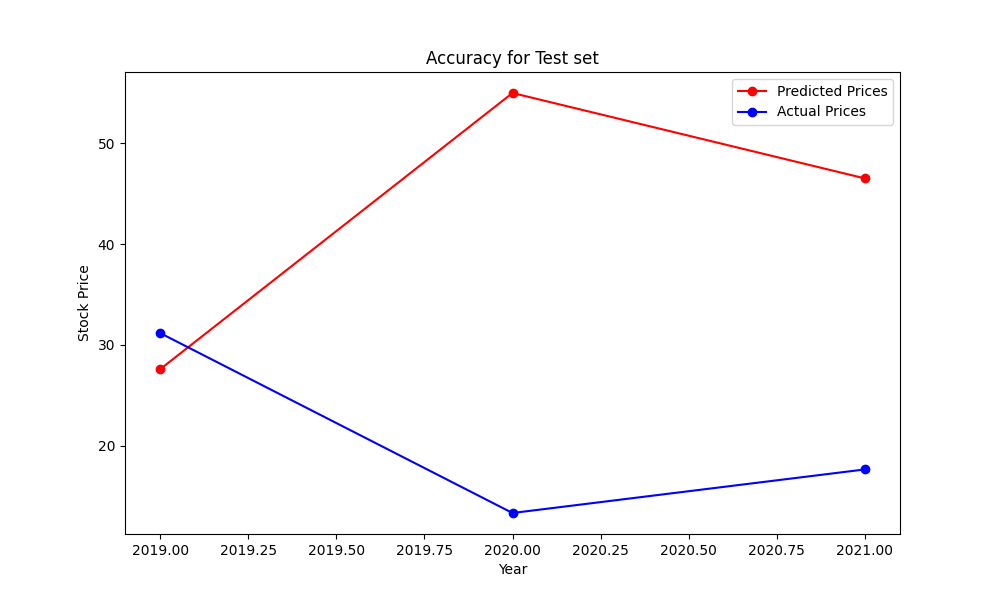 Accuracy for Test set
Predicted Prices
Actual Prices
50
40
30
20
Stock Price
2019.00 2019.25 2019.50 2019.75 2020.00 2020.25 2020.50 2020.75 2021.00
Year